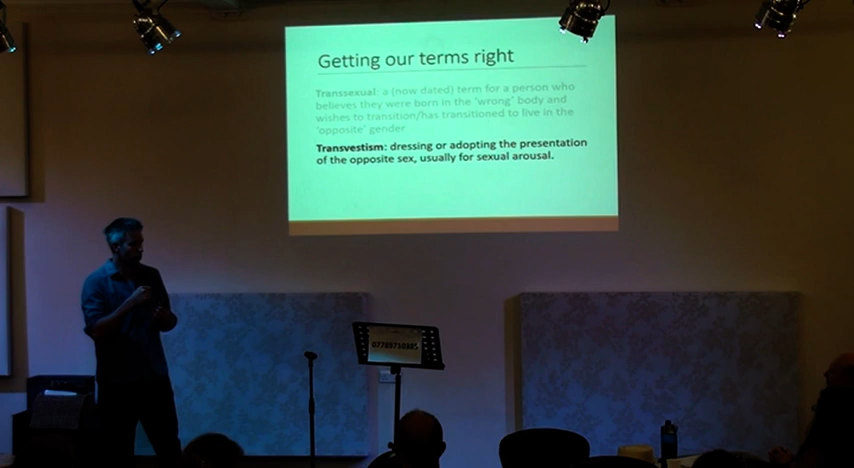 Getting our terms right
Transsexual: a (now dated) term for a person who
believes they were born in the 'wrong' body and
wishes to transition/has transitioned to live in the
'opposite' gender
Transvestism: dressing or adopting the presentation
of the opposite sex, usually for sexual arousal.